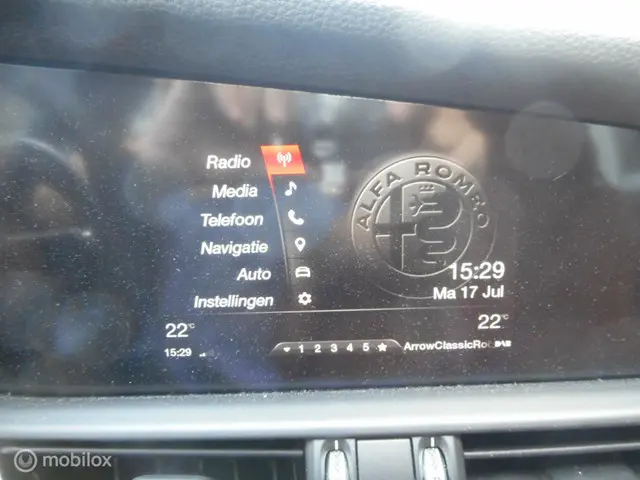 Radio
Media
Telefoon
Navigatie
Auto
Instellingen
ALFA ROMEO
15:29
Ma 17 Jul
22°C
15:29
1 2 3 4 5
22°C
ArrowClassicRo
mobilox